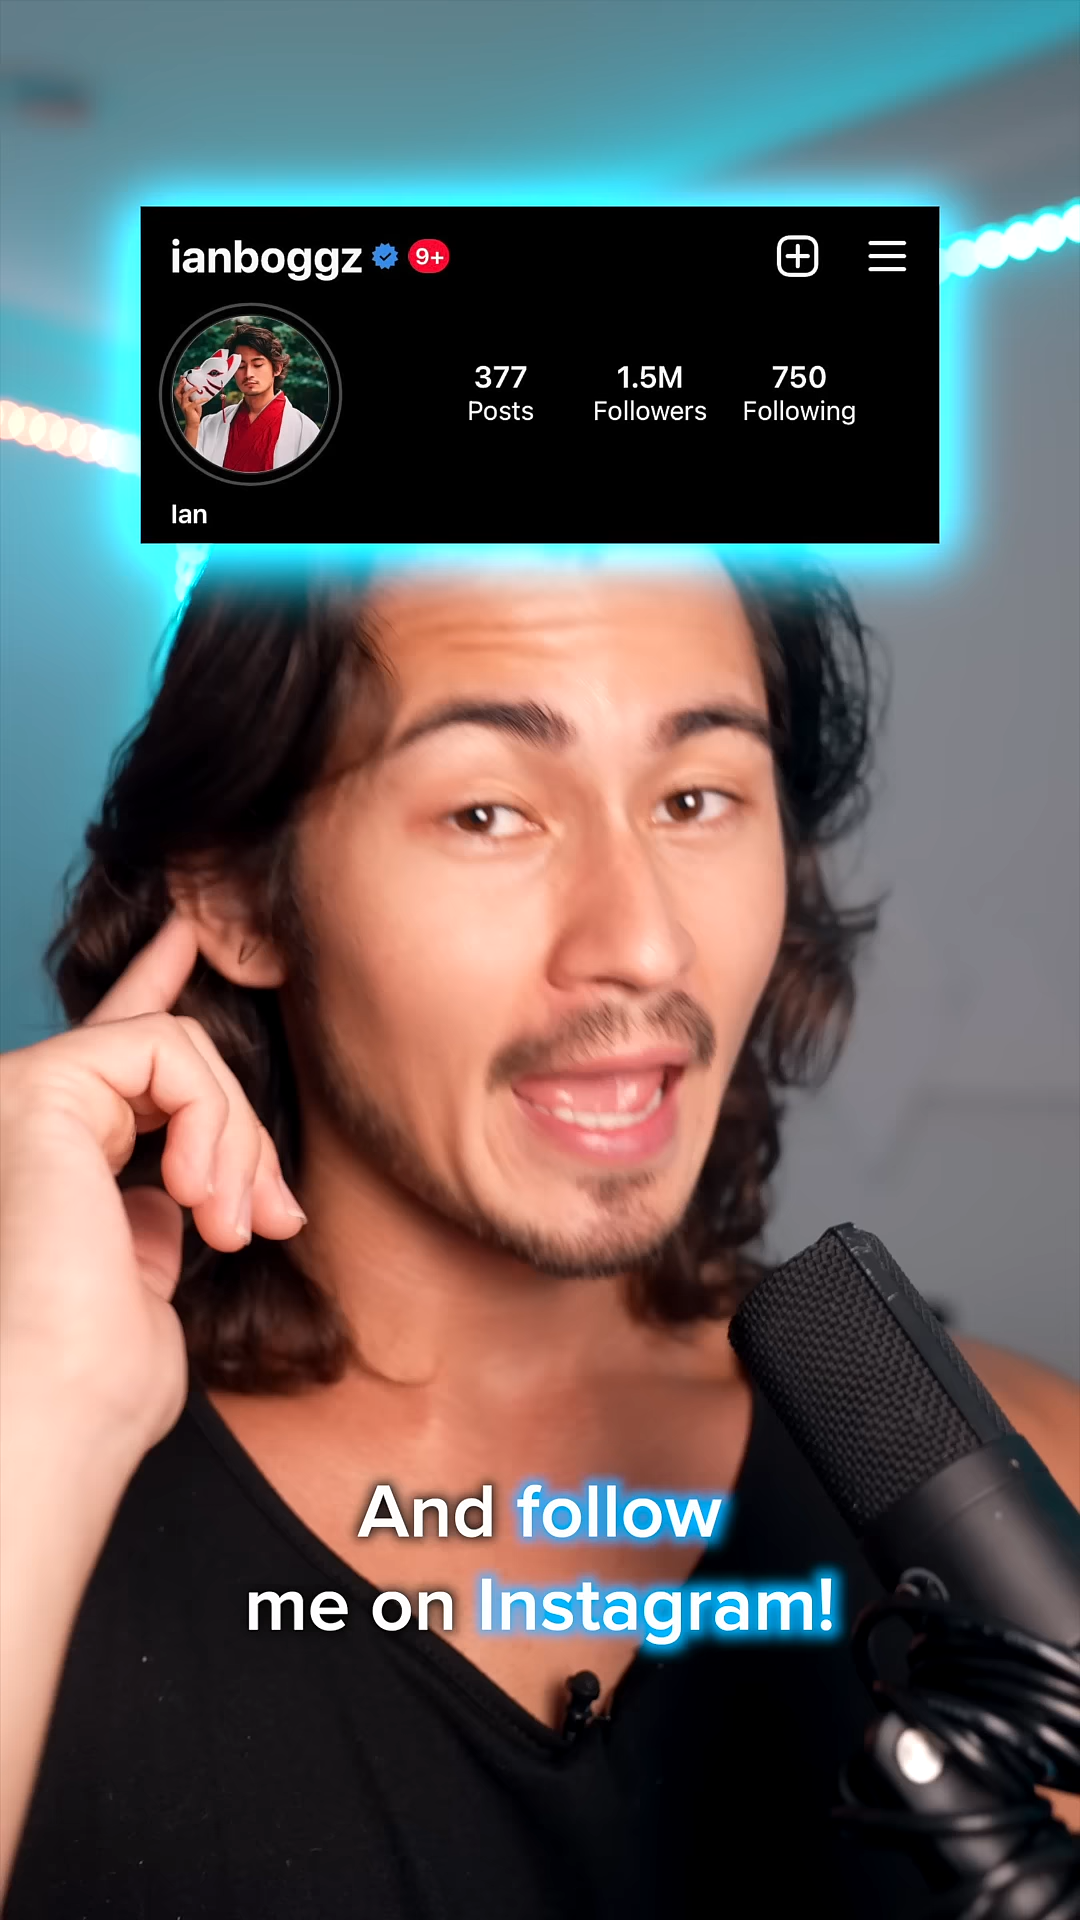 ianboggz 9+
377 1.5M 750
Posts Followers Following
Ian
And follow
me on Instagram!